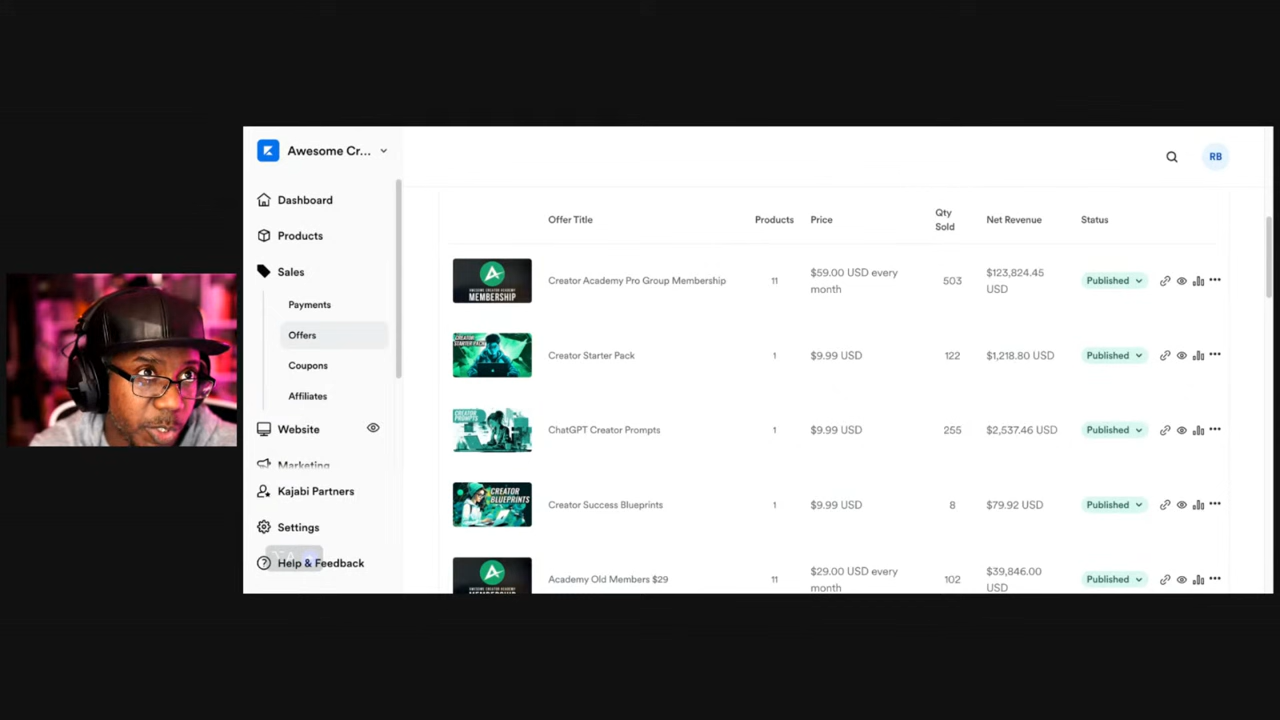 Awesome Cr...
RB
Dashboard
Products
Sales
Payments
Offers
Coupons
Affiliates
Website
Marketing
Kajabi Partners
Settings
Help & Feedback
Offer Title Products Price Qty Sold Net Revenue Status
MEMBERSHIP
Creator Academy Pro Group Membership 11 $59.00 USD every month 503 $123,824.45 USD Published
CREATOR STARTER PACK
Creator Starter Pack 1 $9.99 USD 122 $1,218.80 USD Published
CREATOR PROMPTS
ChatGPT Creator Prompts 1 $9.99 USD 255 $2,537.46 USD Published
CREATOR BLUEPRINTS
Creator Success Blueprints 1 $9.99 USD 8 $79.92 USD Published
Academy Old Members $29 11 $29.00 USD every month 102 $39,846.00 USD Published